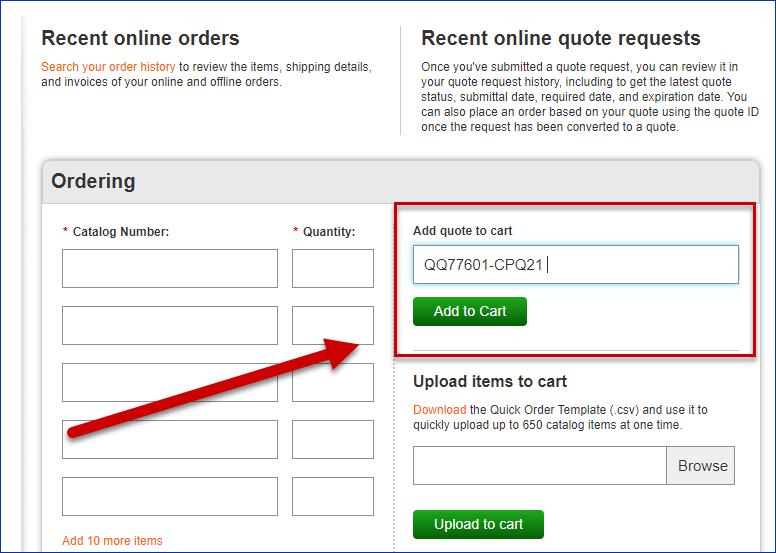 Recent online orders
Search your order history to review the items, shipping details,
and invoices of your online and offline orders.
Recent online quote requests
Once you've submitted a quote request, you can review it in
your quote request history, including to get the latest quote
status, submittal date, required date, and expiration date. You
can also place an order based on your quote using the quote ID
once the request has been converted to a quote.
Ordering
* Catalog Number:
* Quantity:
Add 10 more items
Add quote to cart
QQ77601-CPQ21
Add to Cart
Upload items to cart
Download the Quick Order Template (.csv) and use it to
quickly upload up to 650 catalog items at one time.
Browse
Upload to cart